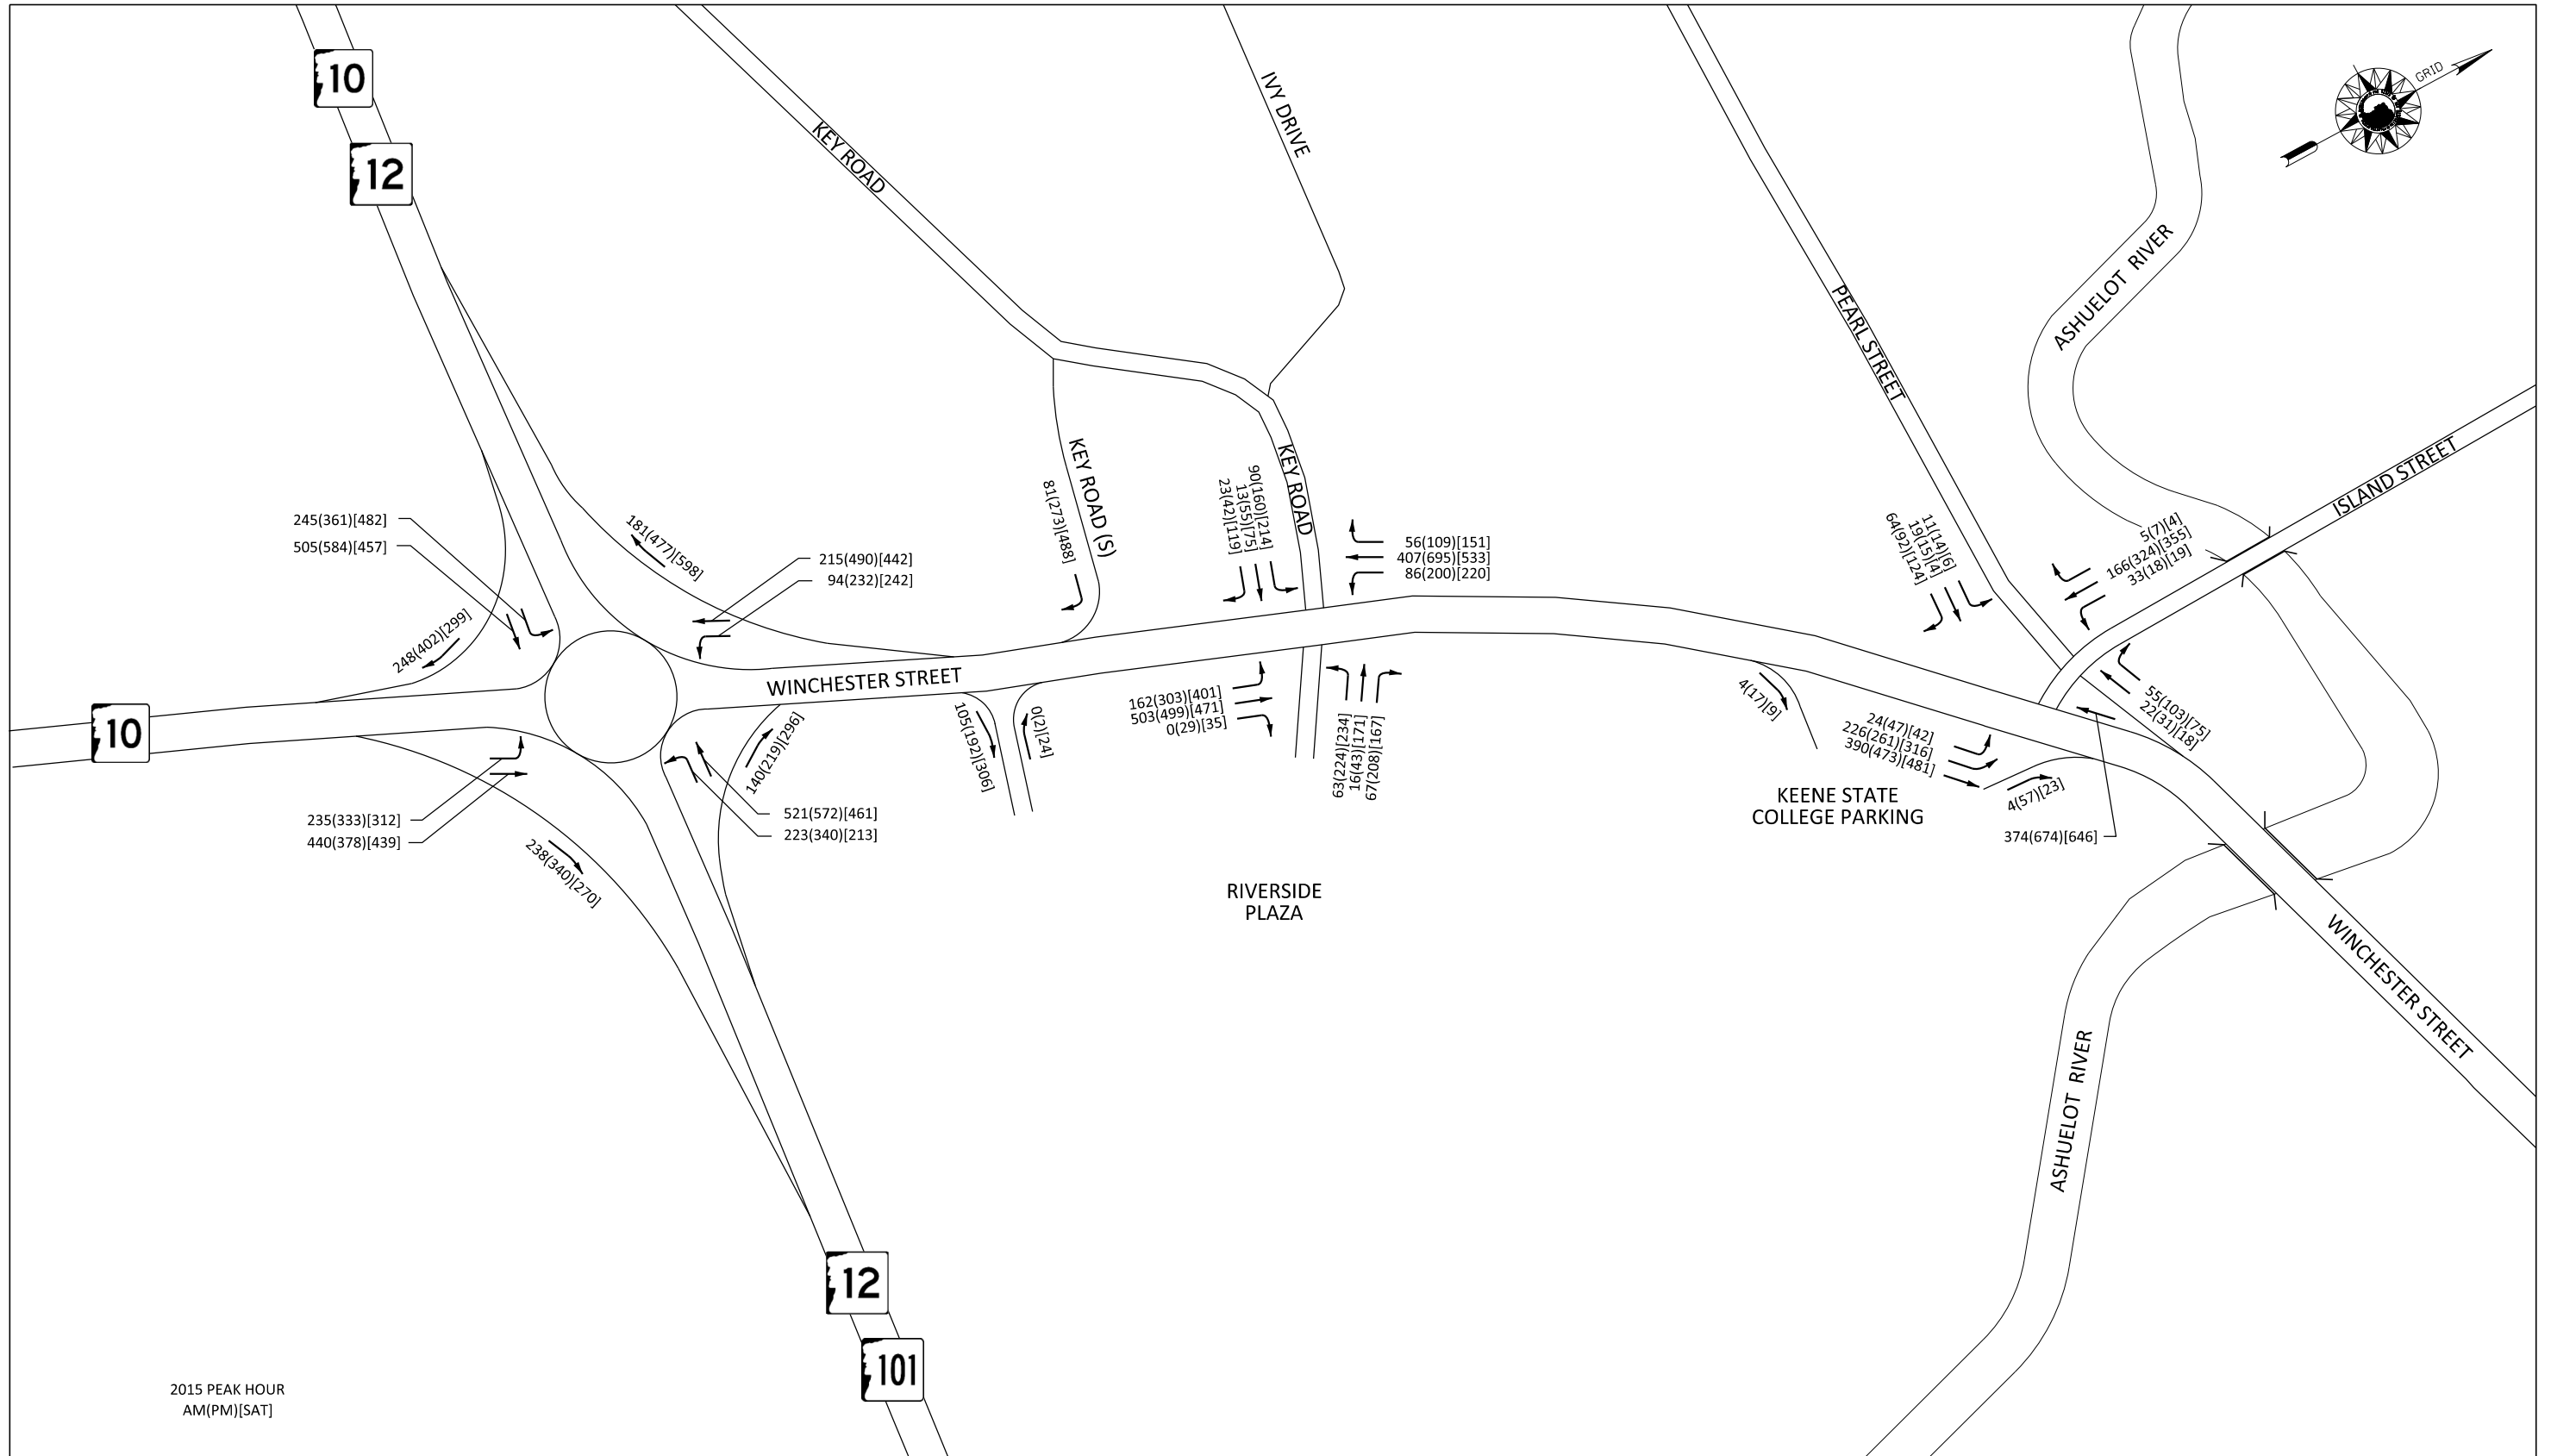 10
12
KEY ROAD
IVY DRIVE
PEARL STREET
ASHUELOT RIVER
GRID
ISLAND STREET
KEY ROAD (S)
KEY ROAD
81(273)[488]
23(42)[119]
13(55)[75]
90(160)[214]
56(109)[151]
407(695)[533]
86(200)[220]
64(92)[124]
19(15)[4]
11(14)[6]
5(7)[4]
166(324)[355]
33(18)[19]
245(361)[482]
505(584)[457]
181(477)[598]
215(490)[442]
94(232)[242]
248(402)[299]
10
WINCHESTER STREET
235(333)[312]
440(378)[439]
238(340)[270]
140(219)[296]
521(572)[461]
223(340)[213]
105(192)[306]
0(2)[24]
162(303)[401]
503(499)[471]
0(29)[35]
63(224)[234]
16(43)[171]
67(208)[167]
4(17)[9]
24(47)[42]
226(261)[316]
390(473)[481]
55(103)[75]
22(31)[18]
4(57)[23]
374(674)[646]
KEENE STATE
COLLEGE PARKING
RIVERSIDE
PLAZA
WINCHESTER STREET
ASHUELOT RIVER
12
101
2015 PEAK HOUR
AM(PM)[SAT]